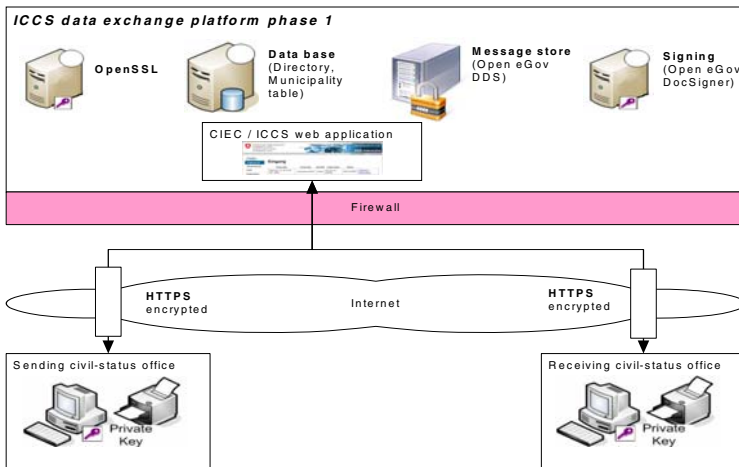 ICCS data exchange platform phase 1
OpenSSL
Data base
(Directory,
Municipality
table)
Message store
(Open eGov
DDS)
Signing
(Open eGov
DocSigner)
CIEC / ICCS web application
Eingang
Firewall
HTTPS
encrypted
Internet
HTTPS
encrypted
Sending civil-status office
Private
Key
Receiving civil-status office
Private
Key